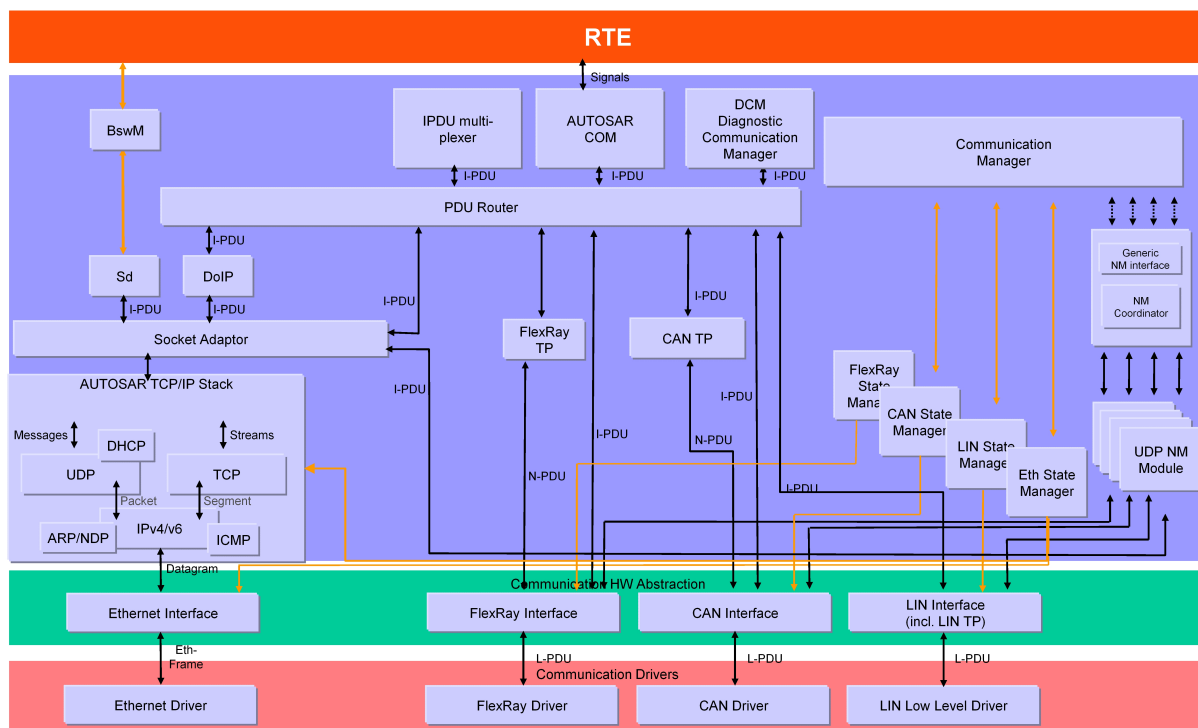 RTE
Signals
BswM
IPDU multi-
plexer
AUTOSAR
COM
DCM
Diagnostic
Communication
Manager
Communication
Manager
I-PDU
I-PDU
I-PDU
PDU Router
I-PDU
Generic
NM interface
Sd
DoIP
NM
Coordinator
I-PDU
I-PDU
I-PDU
I-PDU
Socket Adaptor
FlexRay
TP
CAN TP
AUTOSAR TCP/IP Stack
I-PDU
I-PDU
FlexRay
State
Manager
CAN State
Manager
LIN State
Manager
Eth State
Manager
UDP NM
Module
Messages
Streams
DHCP
UDP
TCP
I-PDU
N-PDU
N-PDU
I-PDU
Packet
Segment
IPv4/v6
ARP/NDP
ICMP
Datagram
Communication HW Abstraction
Ethernet Interface
FlexRay Interface
CAN Interface
LIN Interface
(incl. LIN TP)
Eth-
Frame
L-PDU
L-PDU
L-PDU
Communication Drivers
Ethernet Driver
FlexRay Driver
CAN Driver
LIN Low Level Driver